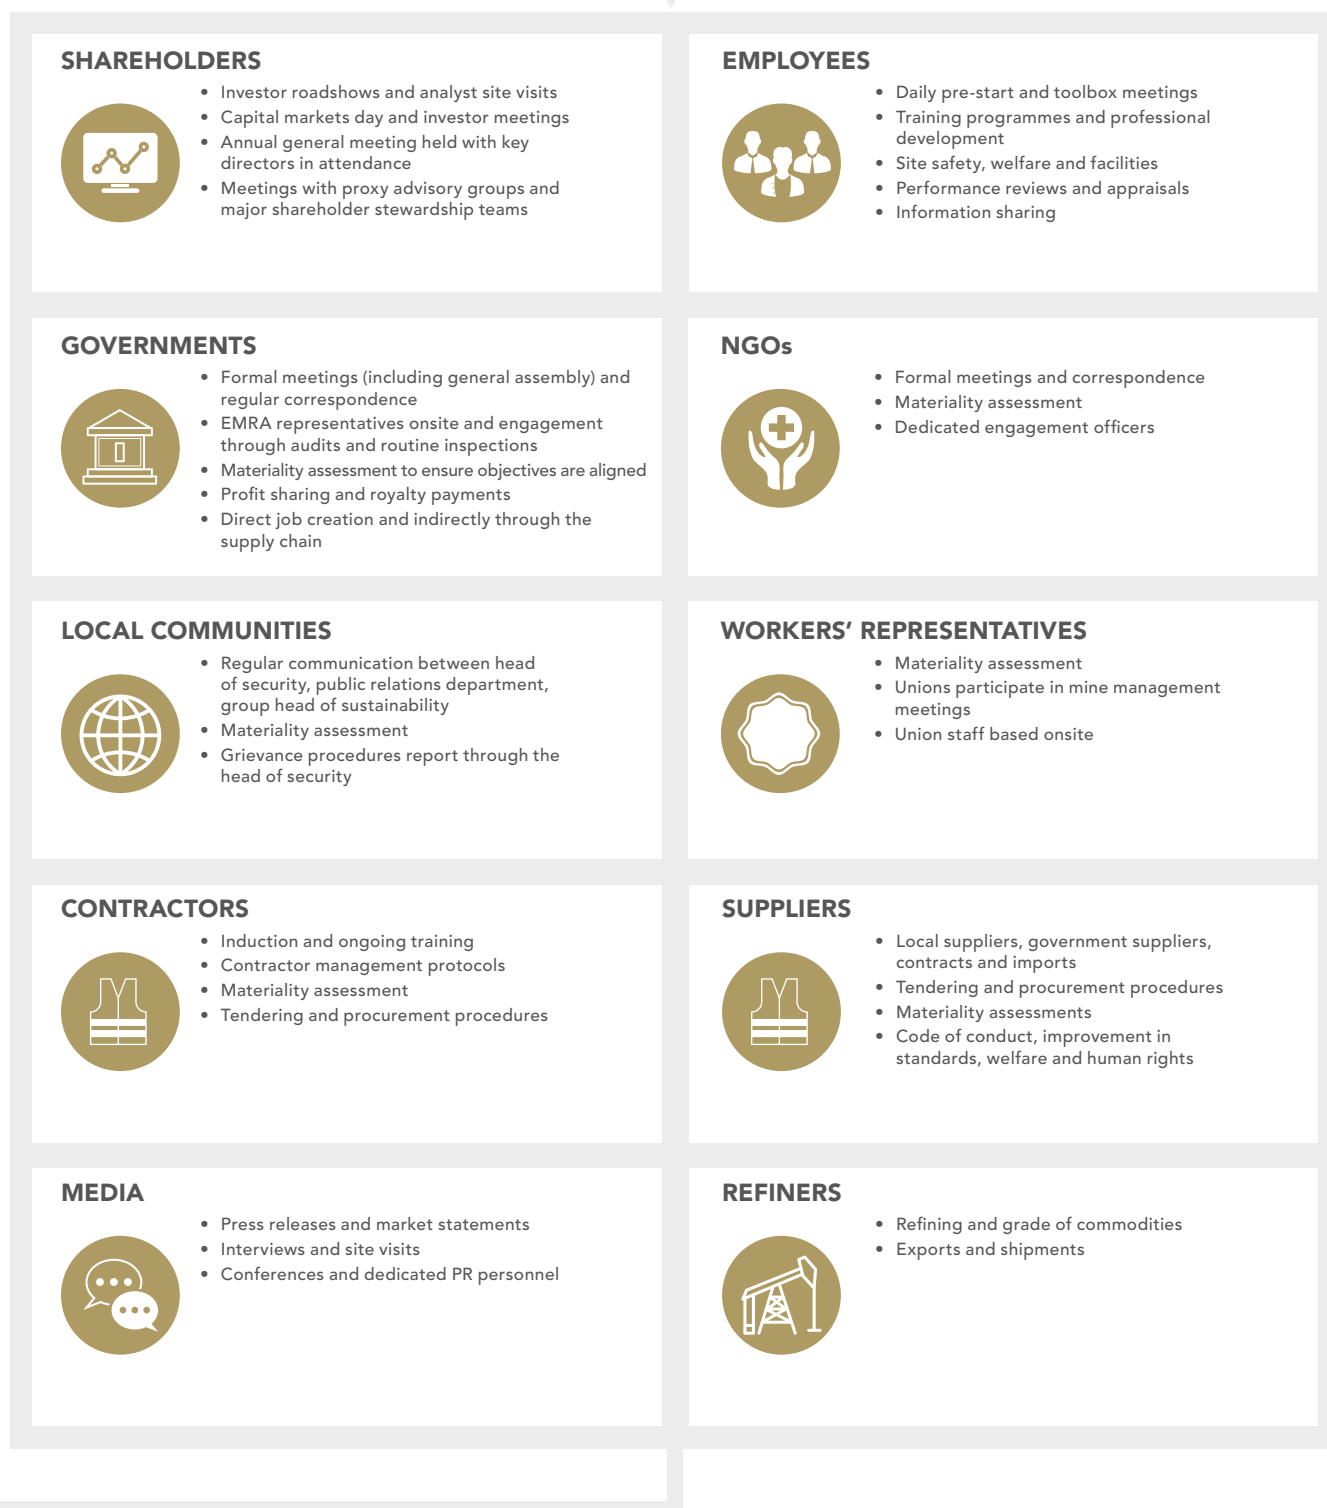 SHAREHOLDERS
• Investor roadshows and analyst site visits
• Capital markets day and investor meetings
• Annual general meeting held with key
directors in attendance
• Meetings with proxy advisory groups and
major shareholder stewardship teams
EMPLOYEES
• Daily pre-start and toolbox meetings
• Training programmes and professional
development
• Site safety, welfare and facilities
• Performance reviews and appraisals
• Information sharing
GOVERNMENTS
• Formal meetings (including general assembly) and
regular correspondence
• EMRA representatives onsite and engagement
through audits and routine inspections
• Materiality assessment to ensure objectives are aligned
• Profit sharing and royalty payments
• Direct job creation and indirectly through the
supply chain
NGOs
• Formal meetings and correspondence
• Materiality assessment
• Dedicated engagement officers
LOCAL COMMUNITIES
• Regular communication between head
of security, public relations department,
group head of sustainability
• Materiality assessment
• Grievance procedures report through the
head of security
WORKERS’ REPRESENTATIVES
• Materiality assessment
• Unions participate in mine management
meetings
• Union staff based onsite
CONTRACTORS
• Induction and ongoing training
• Contractor management protocols
• Materiality assessment
• Tendering and procurement procedures
SUPPLIERS
• Local suppliers, government suppliers,
contracts and imports
• Tendering and procurement procedures
• Materiality assessments
• Code of conduct, improvement in
standards, welfare and human rights
MEDIA
• Press releases and market statements
• Interviews and site visits
• Conferences and dedicated PR personnel
REFINERS
• Refining and grade of commodities
• Exports and shipments